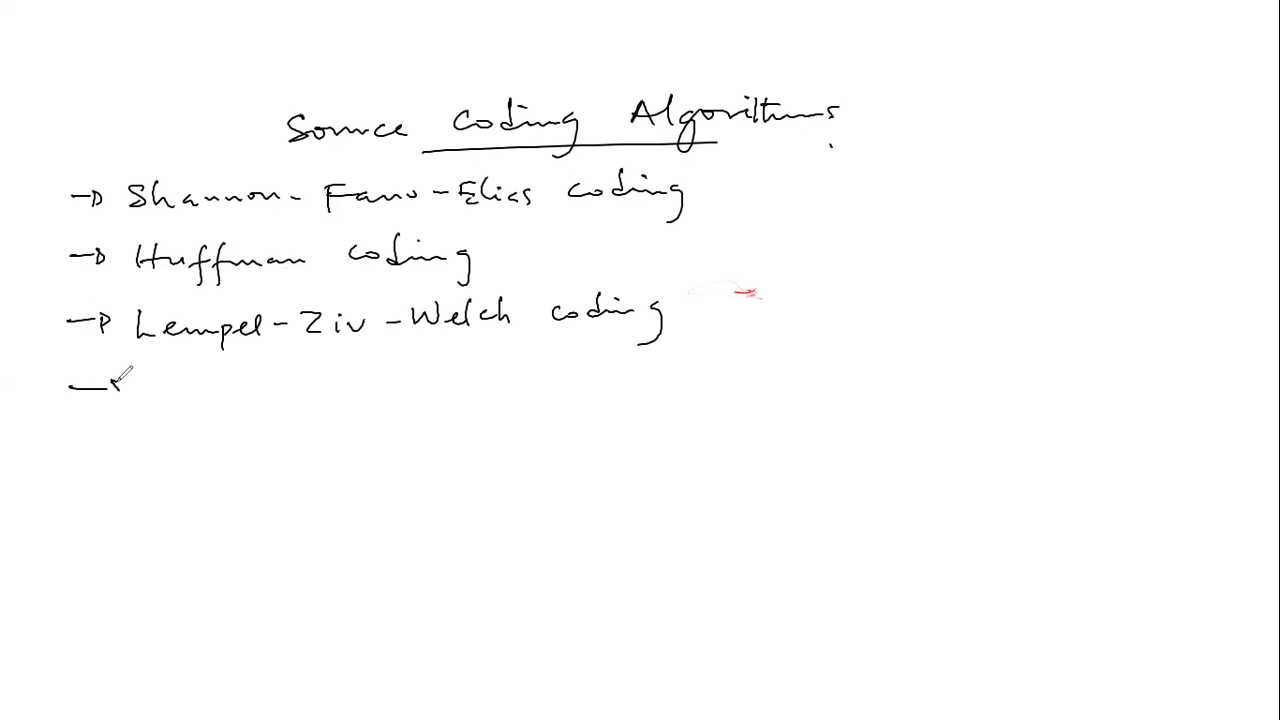 Source Coding Algorithms
→ Shannon-Fano-Elias coding
→ Huffman coding
→ Lempel-Ziv-Welch coding